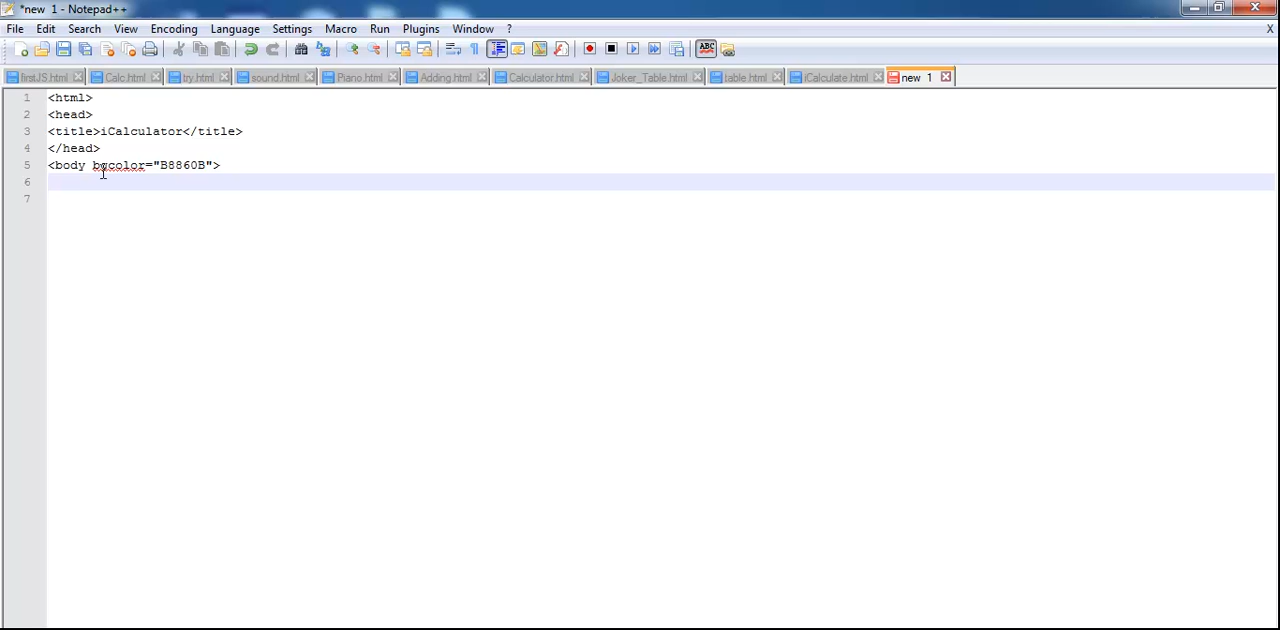 *new 1 - Notepad++
File Edit Search View Encoding Language Settings Macro Run Plugins Window ? X
ABC
firstJS.html Calc.html try.html sound.html Piano.html Adding.html Calculator.html Joker_Table.html table.html iCalculate.html new 1
1 <html>
2 <head>
3 <title>iCalculator</title>
4 </head>
5 <body bgcolor="B8860B">
6
7